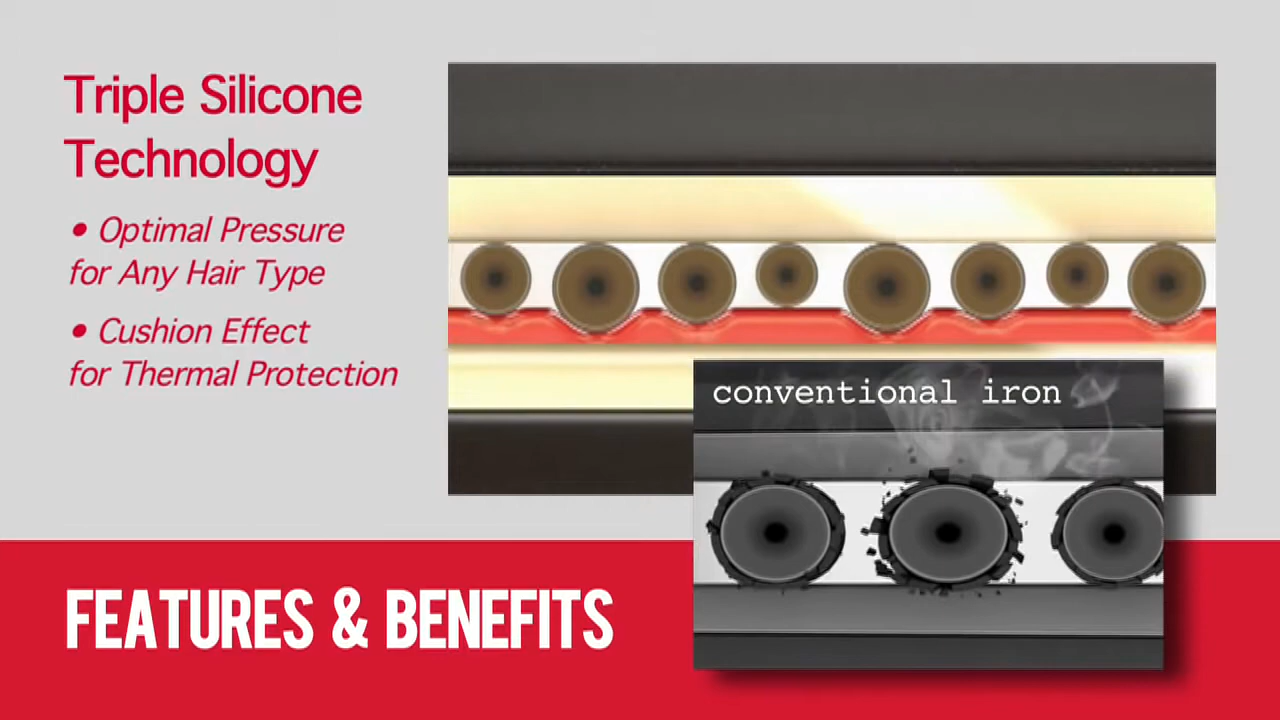 Triple Silicone
Technology
• Optimal Pressure
for Any Hair Type
• Cushion Effect
for Thermal Protection
conventional iron
FEATURES & BENEFITS